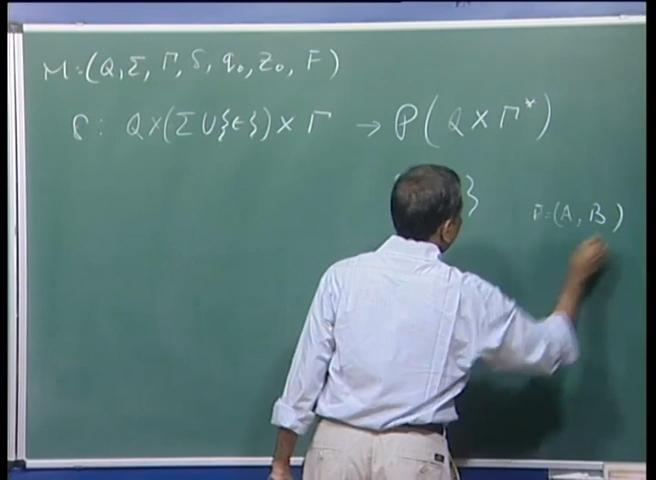 M = (Q, Σ, Γ, δ, q₀, Z₀, F)
δ : Q × (Σ ∪ {ϵ}) × Γ → P(Q × Γ*)
}
Γ = (A, B )